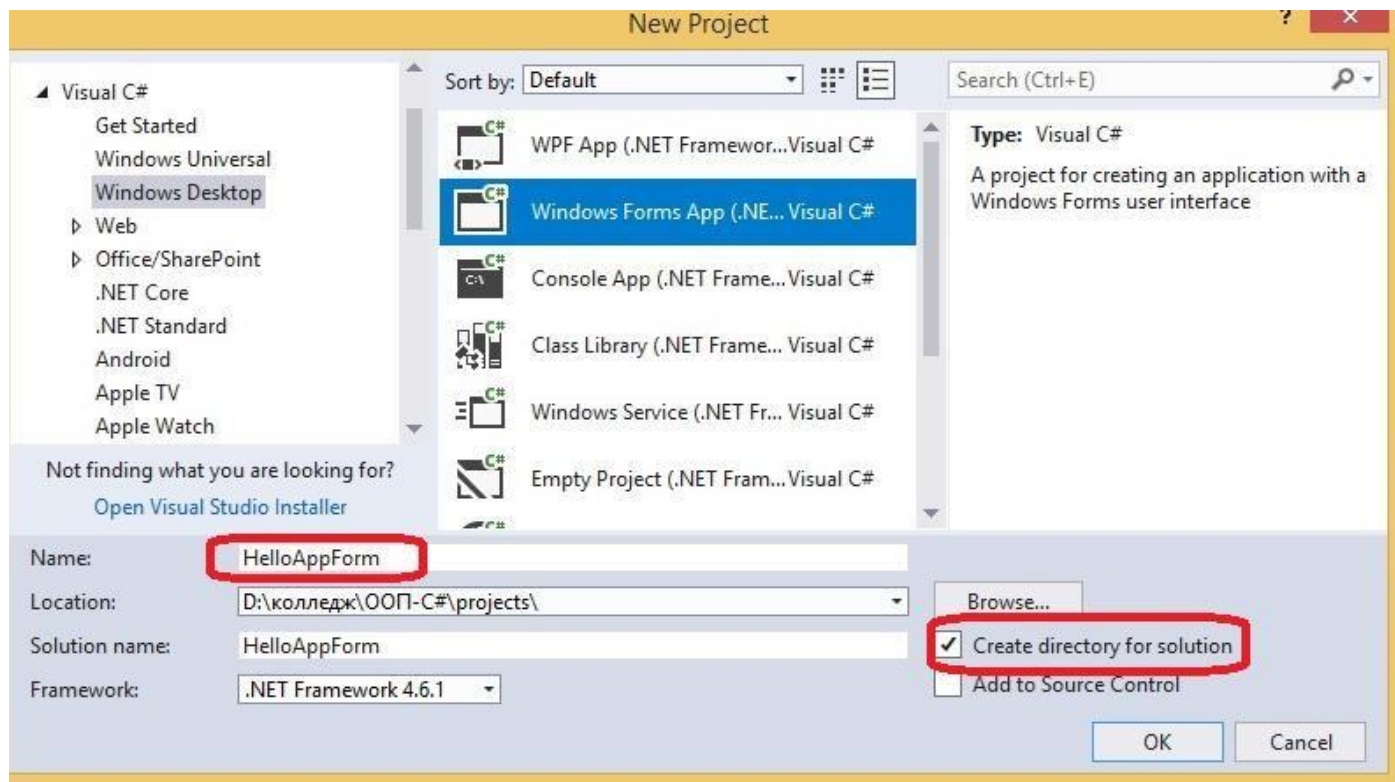 New Project
?
Visual C#
Get Started
Windows Universal
Windows Desktop
Web
Office/SharePoint
.NET Core
.NET Standard
Android
Apple TV
Apple Watch
Not finding what you are looking for?
Open Visual Studio Installer
Sort by: Default
WPF App (.NET Framewor...Visual C#
Windows Forms App (.NE... Visual C#
Console App (.NET Frame...Visual C#
Class Library (.NET Frame... Visual C#
Windows Service (.NET Fr... Visual C#
Empty Project (.NET Fram...Visual C#
Search (Ctrl+E)
Type: Visual C#
A project for creating an application with a
Windows Forms user interface
Name: HelloAppForm
Location: D:\колледж\ООП-C#\projects\
Browse...
Solution name: HelloAppForm
Create directory for solution
Framework: .NET Framework 4.6.1
Add to Source Control
OK Cancel